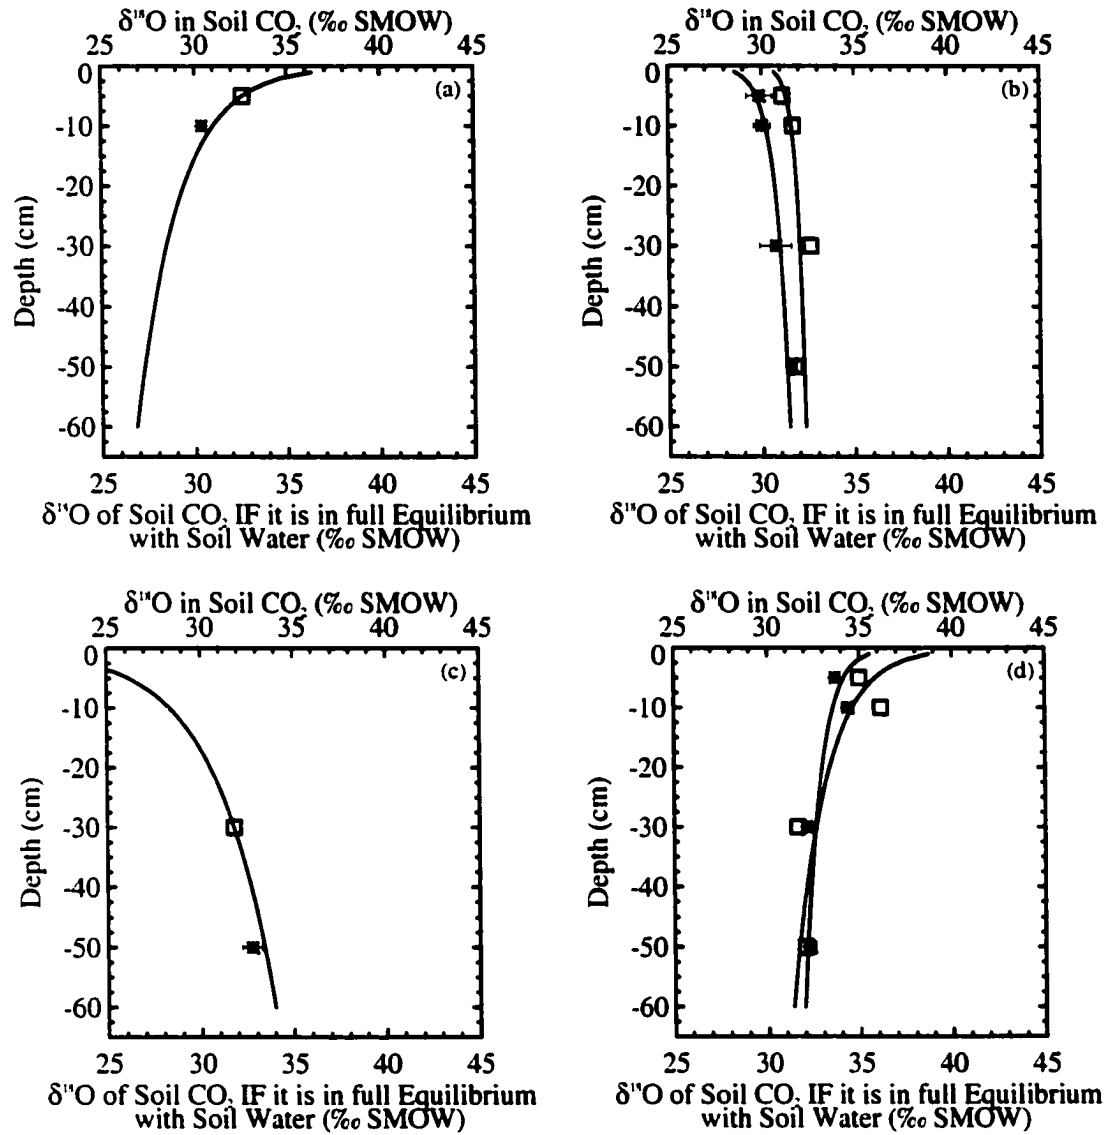 δ¹⁸O in Soil CO₂ (‰ SMOW)
25 30 35 40 45
(a)
0
-10
-20
-30
-40
-50
-60
Depth (cm)
25 30 35 40 45
δ¹⁸O of Soil CO₂ IF it is in full Equilibrium
with Soil Water (‰ SMOW)
δ¹⁸O in Soil CO₂ (‰ SMOW)
25 30 35 40 45
(b)
0
-10
-20
-30
-40
-50
-60
Depth (cm)
25 30 35 40 45
δ¹⁸O of Soil CO₂ IF it is in full Equilibrium
with Soil Water (‰ SMOW)
δ¹⁸O in Soil CO₂ (‰ SMOW)
25 30 35 40 45
(c)
0
-10
-20
-30
-40
-50
-60
Depth (cm)
25 30 35 40 45
δ¹⁸O of Soil CO₂ IF it is in full Equilibrium
with Soil Water (‰ SMOW)
δ¹⁸O in Soil CO₂ (‰ SMOW)
25 30 35 40 45
(d)
0
-10
-20
-30
-40
-50
-60
Depth (cm)
25 30 35 40 45
δ¹⁸O of Soil CO₂ IF it is in full Equilibrium
with Soil Water (‰ SMOW)